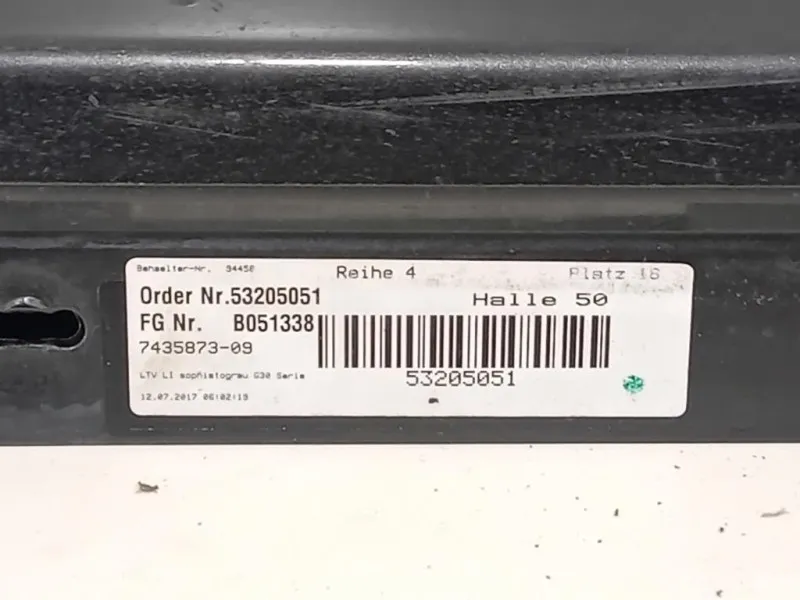 Behaelter-Nr. 94450 Reihe 4 Platz 16
Order Nr.53205051 Halle 50
FG Nr. B051338
7435873-09
53205051
LTV LI sophistograu G30 Serie
12.07.2017 06:02:19